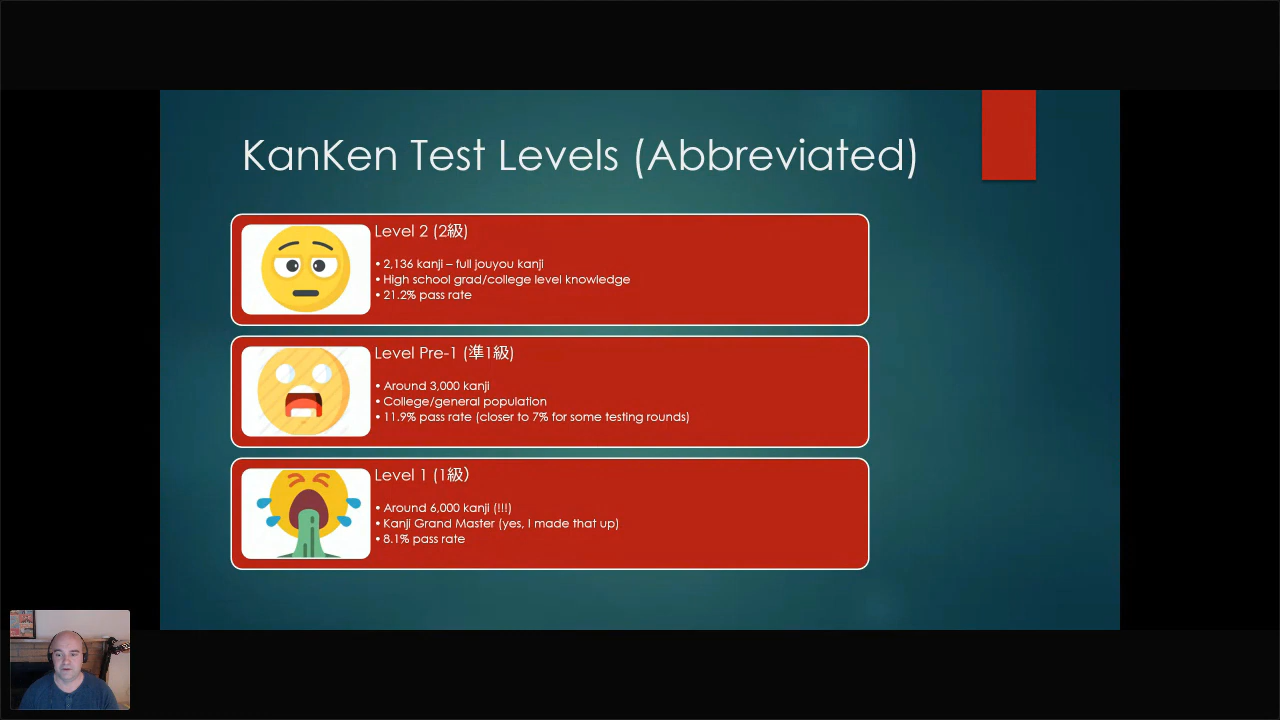 KanKen Test Levels (Abbreviated)
Level 2 (2級)
• 2,136 kanji – full jouyou kanji
• High school grad/college level knowledge
• 21.2% pass rate
Level Pre-1 (準1級)
• Around 3,000 kanji
• College/general population
• 11.9% pass rate (closer to 7% for some testing rounds)
Level 1 (1級）
• Around 6,000 kanji (!!!)
• Kanji Grand Master (yes, I made that up)
• 8.1% pass rate